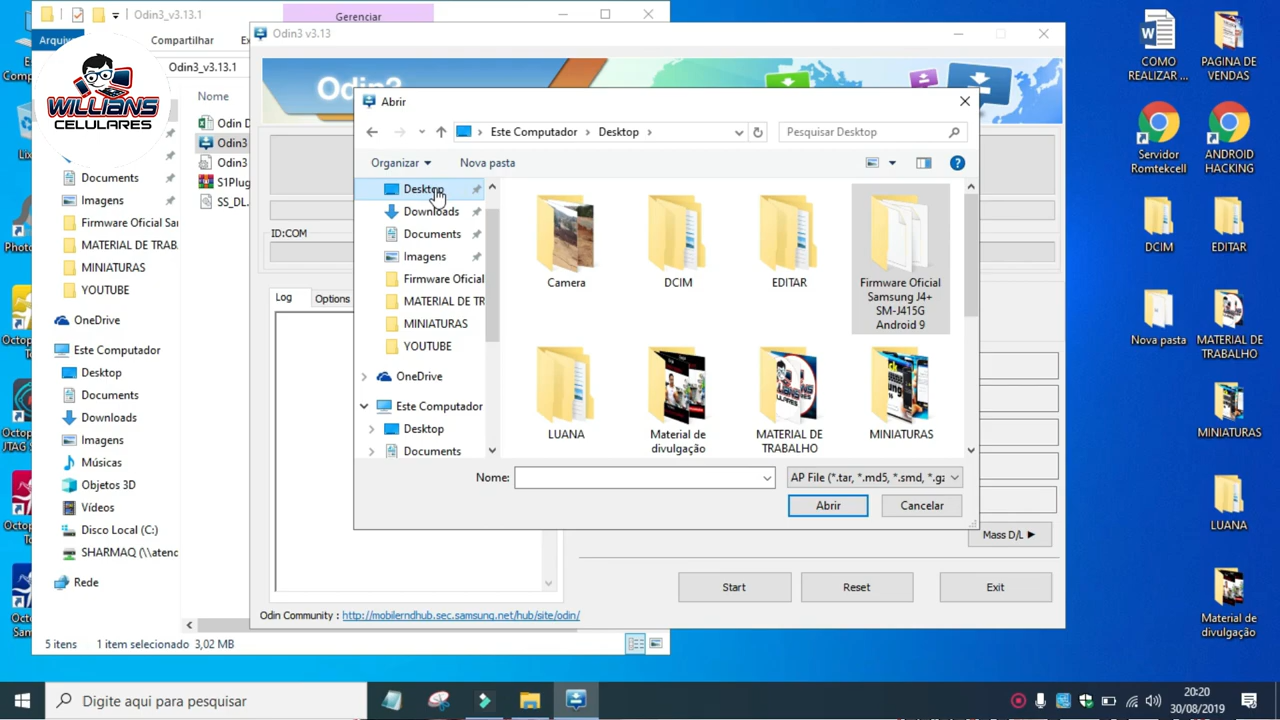 Odin3_v3.13.1
Gerenciar
Compartilhar
Odin3_v3.13.1
Nome
Odin3
Documents
Imagens
MATERIAL DE TRAB
MINIATURAS
YOUTUBE
OneDrive
Este Computador
Desktop
Documents
Downloads
Imagens
Músicas
Objetos 3D
Vídeos
Disco Local (C:)
Rede
5 itens
1 item selecionado 3,02 MB
WILLIANS
CELULARES
Odin3 v3.13
ID:COM
Log
Options
Mass D/L
Start
Reset
Exit
Odin Community : http://mobilerndhub.sec.samsung.net/hub/site/odin/
Abrir
Este Computador
Desktop
Pesquisar Desktop
Organizar
Nova pasta
Desktop
Downloads
Documents
Imagens
Firmware Oficial
MATERIAL DE TR
MINIATURAS
YOUTUBE
OneDrive
Este Computador
Desktop
Documents
Camera
DCIM
EDITAR
Firmware Oficial
Samsung J4+
SM-J415G
Android 9
LUANA
Material de
divulgação
MATERIAL DE
TRABALHO
MINIATURAS
Nome:
AP File (*.tar, *.md5, *.smd, *.gz
Abrir
Cancelar
COMO
REALIZAR ...
PAGINA DE
VENDAS
Servidor
Romtekcell
ANDROID
HACKING
DCIM
EDITAR
Nova pasta
MATERIAL DE
TRABALHO
MINIATURAS
LUANA
Material de
divulgação
Digite aqui para pesquisar
20:20
30/08/2019